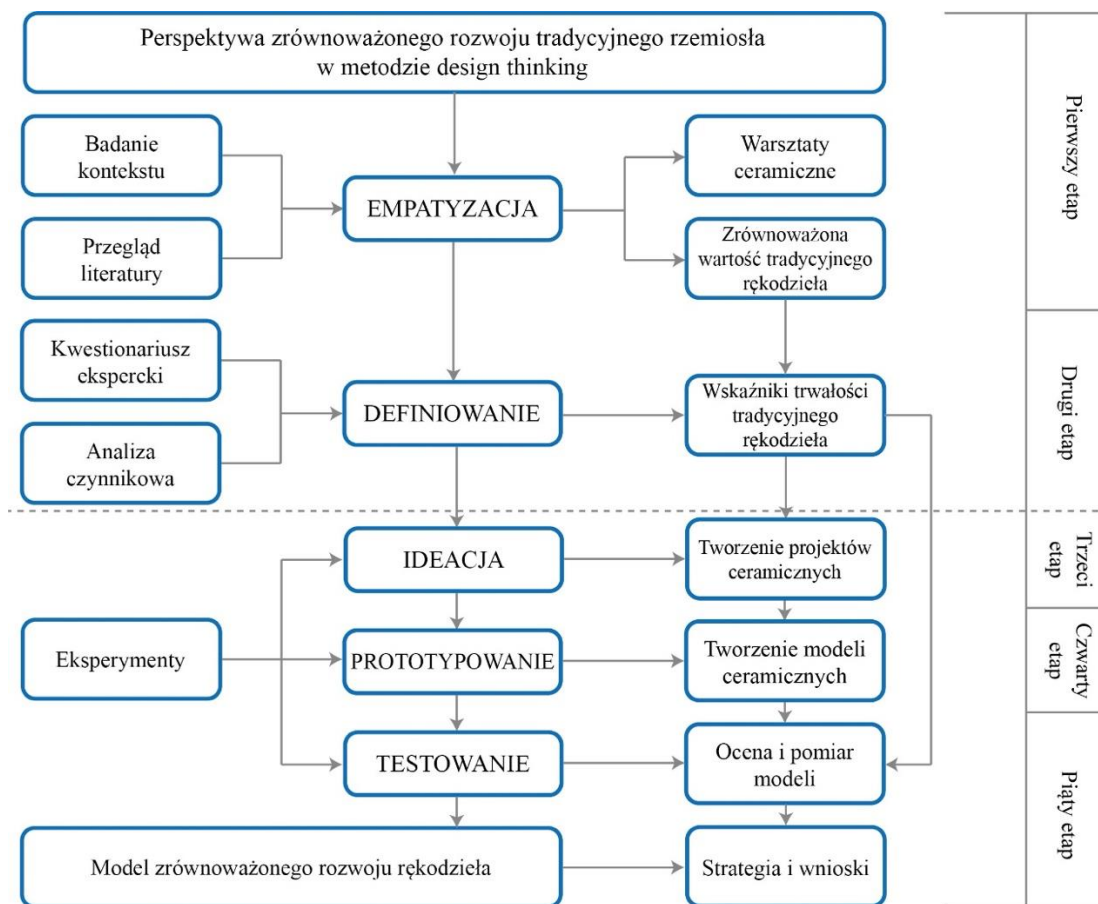 Perspektywa zrównoważonego rozwoju tradycyjnego rzemiosła
w metodzie design thinking
Badanie
kontekstu
Przegląd
literatury
EMPATYZACJA
Warsztaty
ceramiczne
Zrównoważona
wartość tradycyjnego
rękodzieła
Pierwszy etap
Kwestionariusz
ekspercki
Analiza
czynnikowa
DEFINIOWANIE
Wskaźniki trwałości
tradycyjnego
rękodzieła
Drugi etap
IDEACJA
Tworzenie projektów
ceramicznych
Trzeci
etap
Eksperymenty
PROTOTYPOWANIE
Tworzenie modeli
ceramicznych
Czwarty
etap
TESTOWANIE
Ocena i pomiar
modeli
Model zrównoważonego rozwoju rękodzieła
Strategia i wnioski
Piąty etap